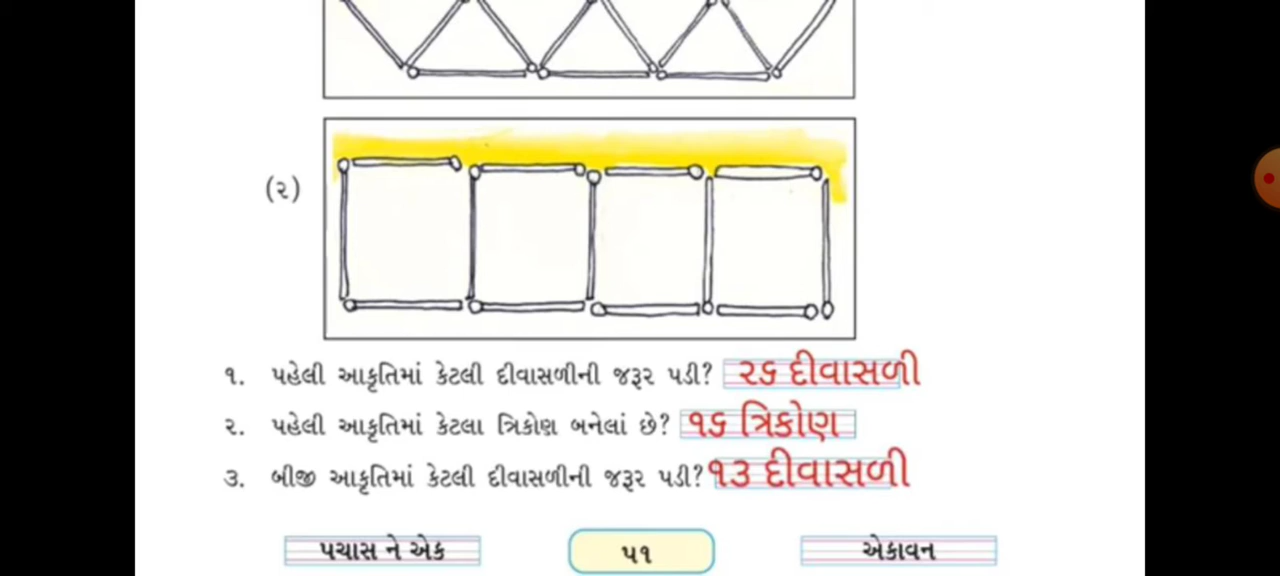 (૨)
૧. પહેલી આકૃતિમાં કેટલી દીવાસળીની જરૂર પડી? ૨૬ દીવાસળી
૨. પહેલી આકૃતિમાં કેટલા ત્રિકોણ બનેલાં છે? ૧૬ ત્રિકોણ
૩. બીજી આકૃતિમાં કેટલી દીવાસળીની જરૂર પડી? ૧૩ દીવાસળી
પચાસ ને એક ૫૧ એકાવન